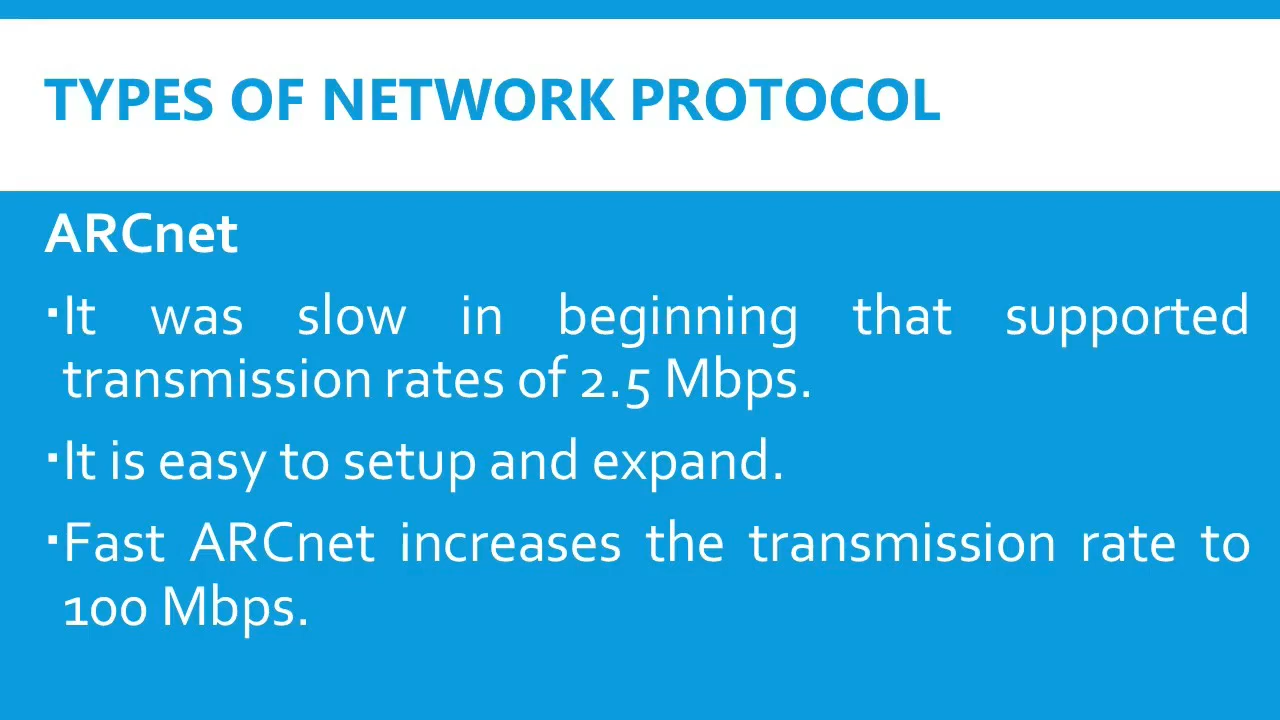 TYPES OF NETWORK PROTOCOL
ARCnet
▪It was slow in beginning that supported
transmission rates of 2.5 Mbps.
▪It is easy to setup and expand.
▪Fast ARCnet increases the transmission rate to
100 Mbps.